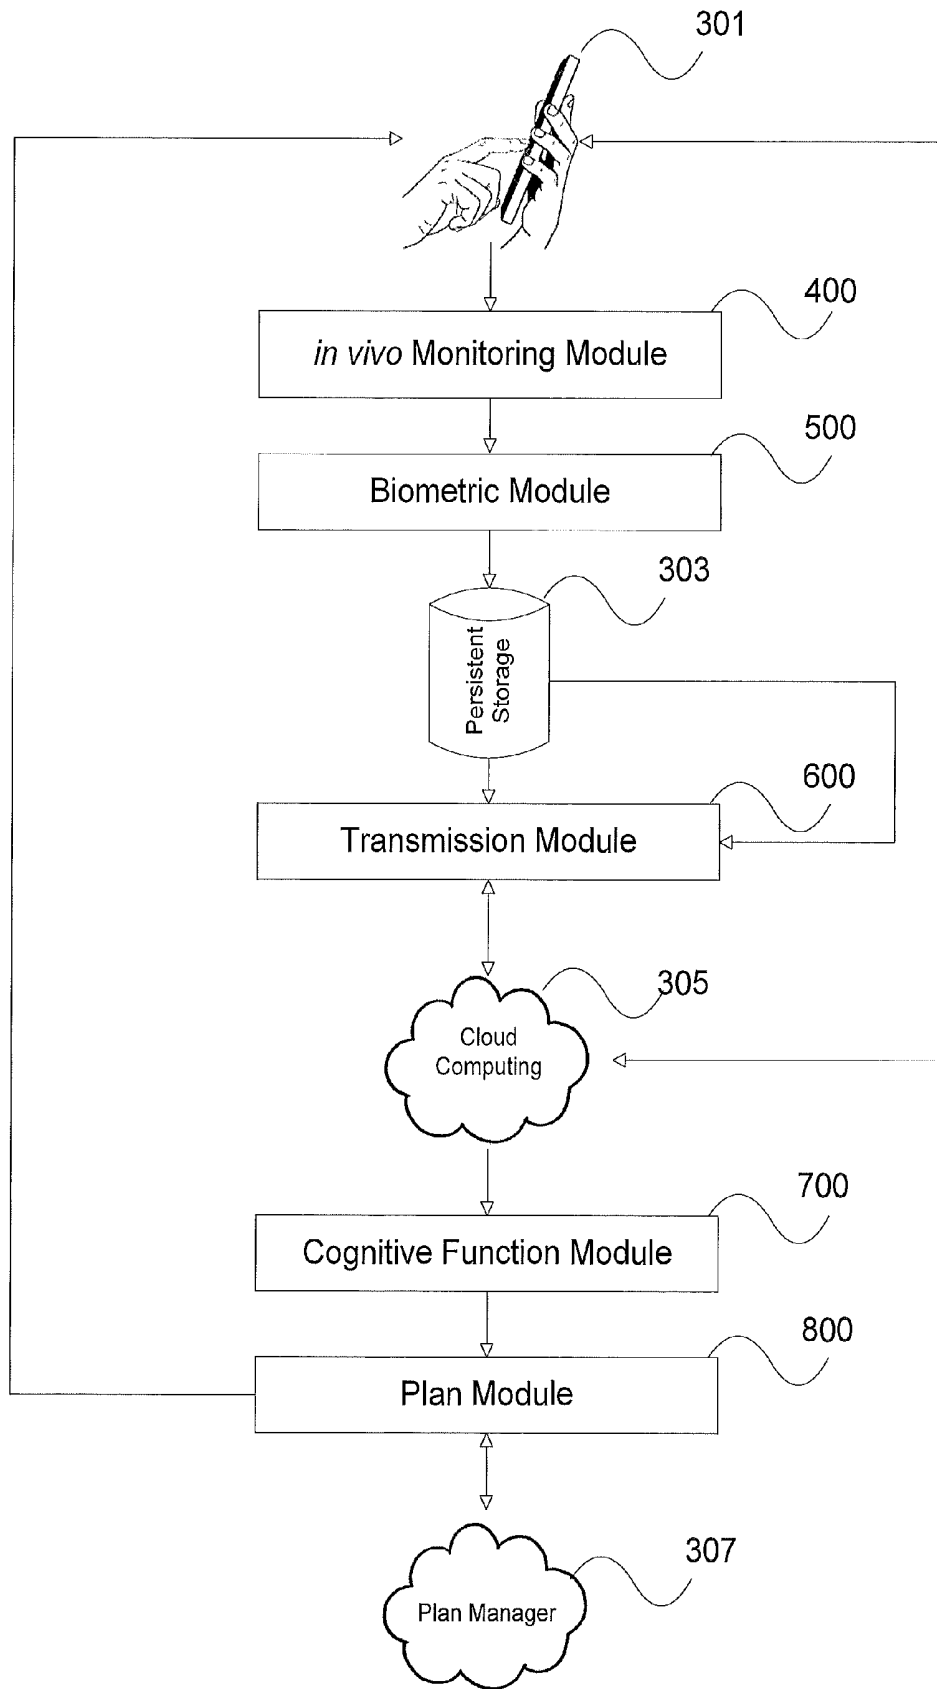 301
400
in vivo Monitoring Module
500
Biometric Module
303
Persistent
Storage
600
Transmission Module
305
Cloud
Computing
700
Cognitive Function Module
800
Plan Module
307
Plan Manager